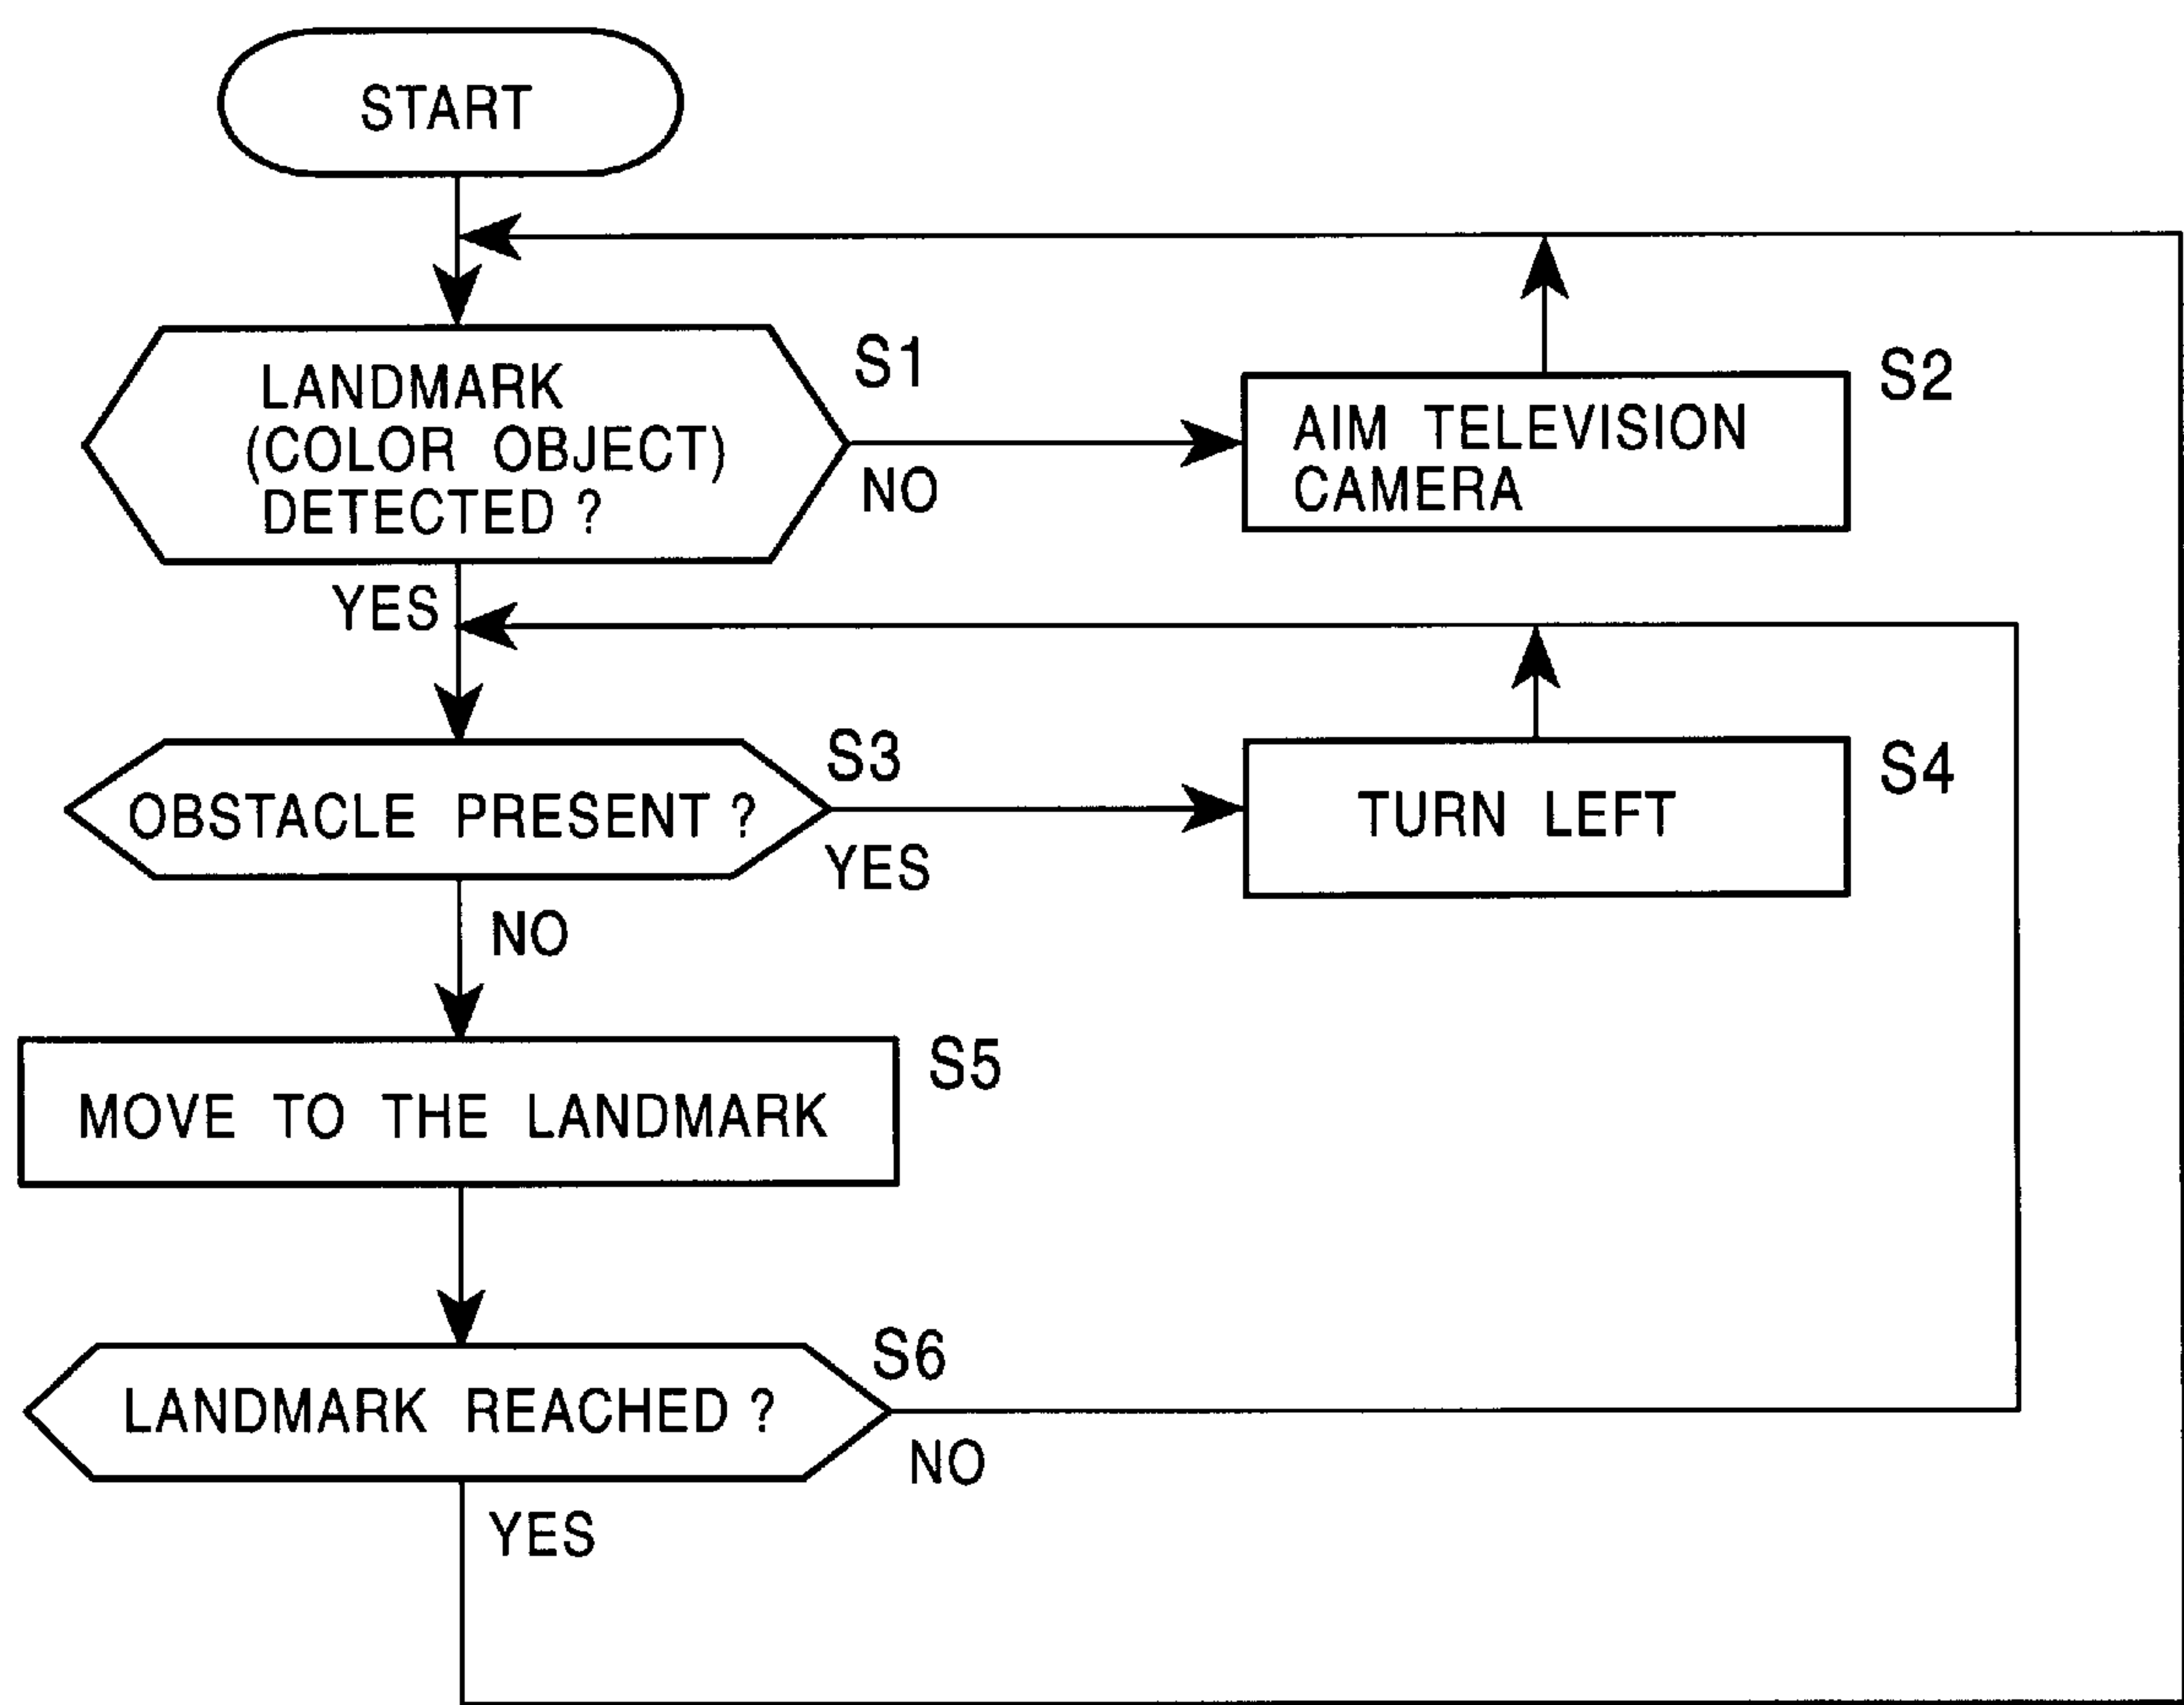 START
LANDMARK
(COLOR OBJECT)
DETECTED ?
S1
NO
AIM TELEVISION
CAMERA
S2
YES
OBSTACLE PRESENT ?
S3
YES
TURN LEFT
S4
NO
MOVE TO THE LANDMARK
S5
LANDMARK REACHED ?
S6
NO
YES